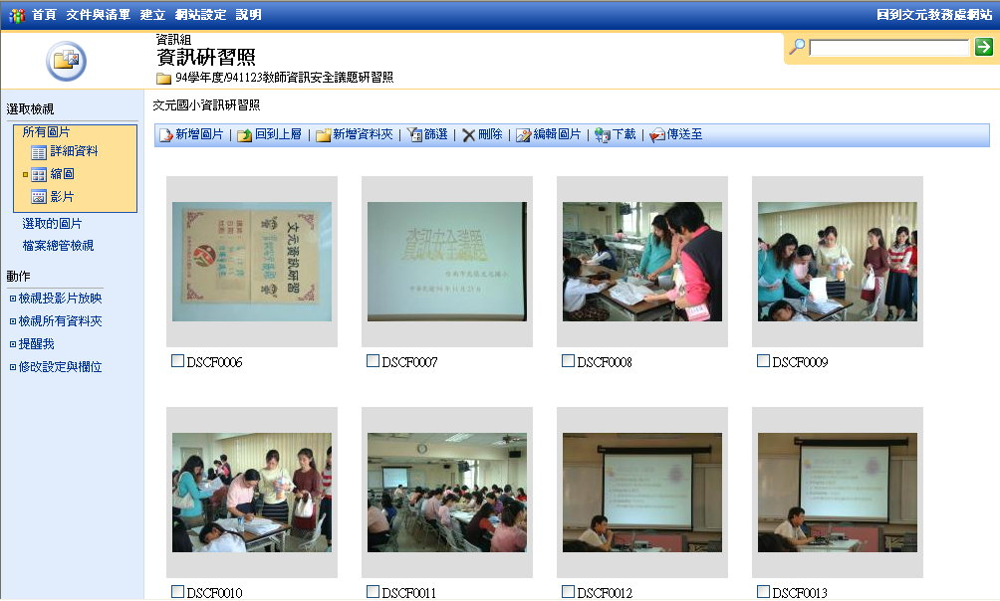 首頁 文件與清單 建立 網站設定 說明
回到文元教務處網站
資訊組
資訊研習照
94學年度/941123教師資訊安全議題研習照
選取檢視
所有圖片
詳細資料
縮圖
影片
選取的圖片
檔案總管檢視
動作
檢視投影片放映
檢視所有資料夾
提醒我
修改設定與欄位
文元國小資訊研習照
新增圖片 | 回到上層 | 新增資料夾 | 篩選 | 刪除 | 編輯圖片 | 下載 | 傳送至
文元資訊研習
DSCF0006
DSCF0007
DSCF0008
DSCF0009
DSCF0010
DSCF0011
DSCF0012
DSCF0013